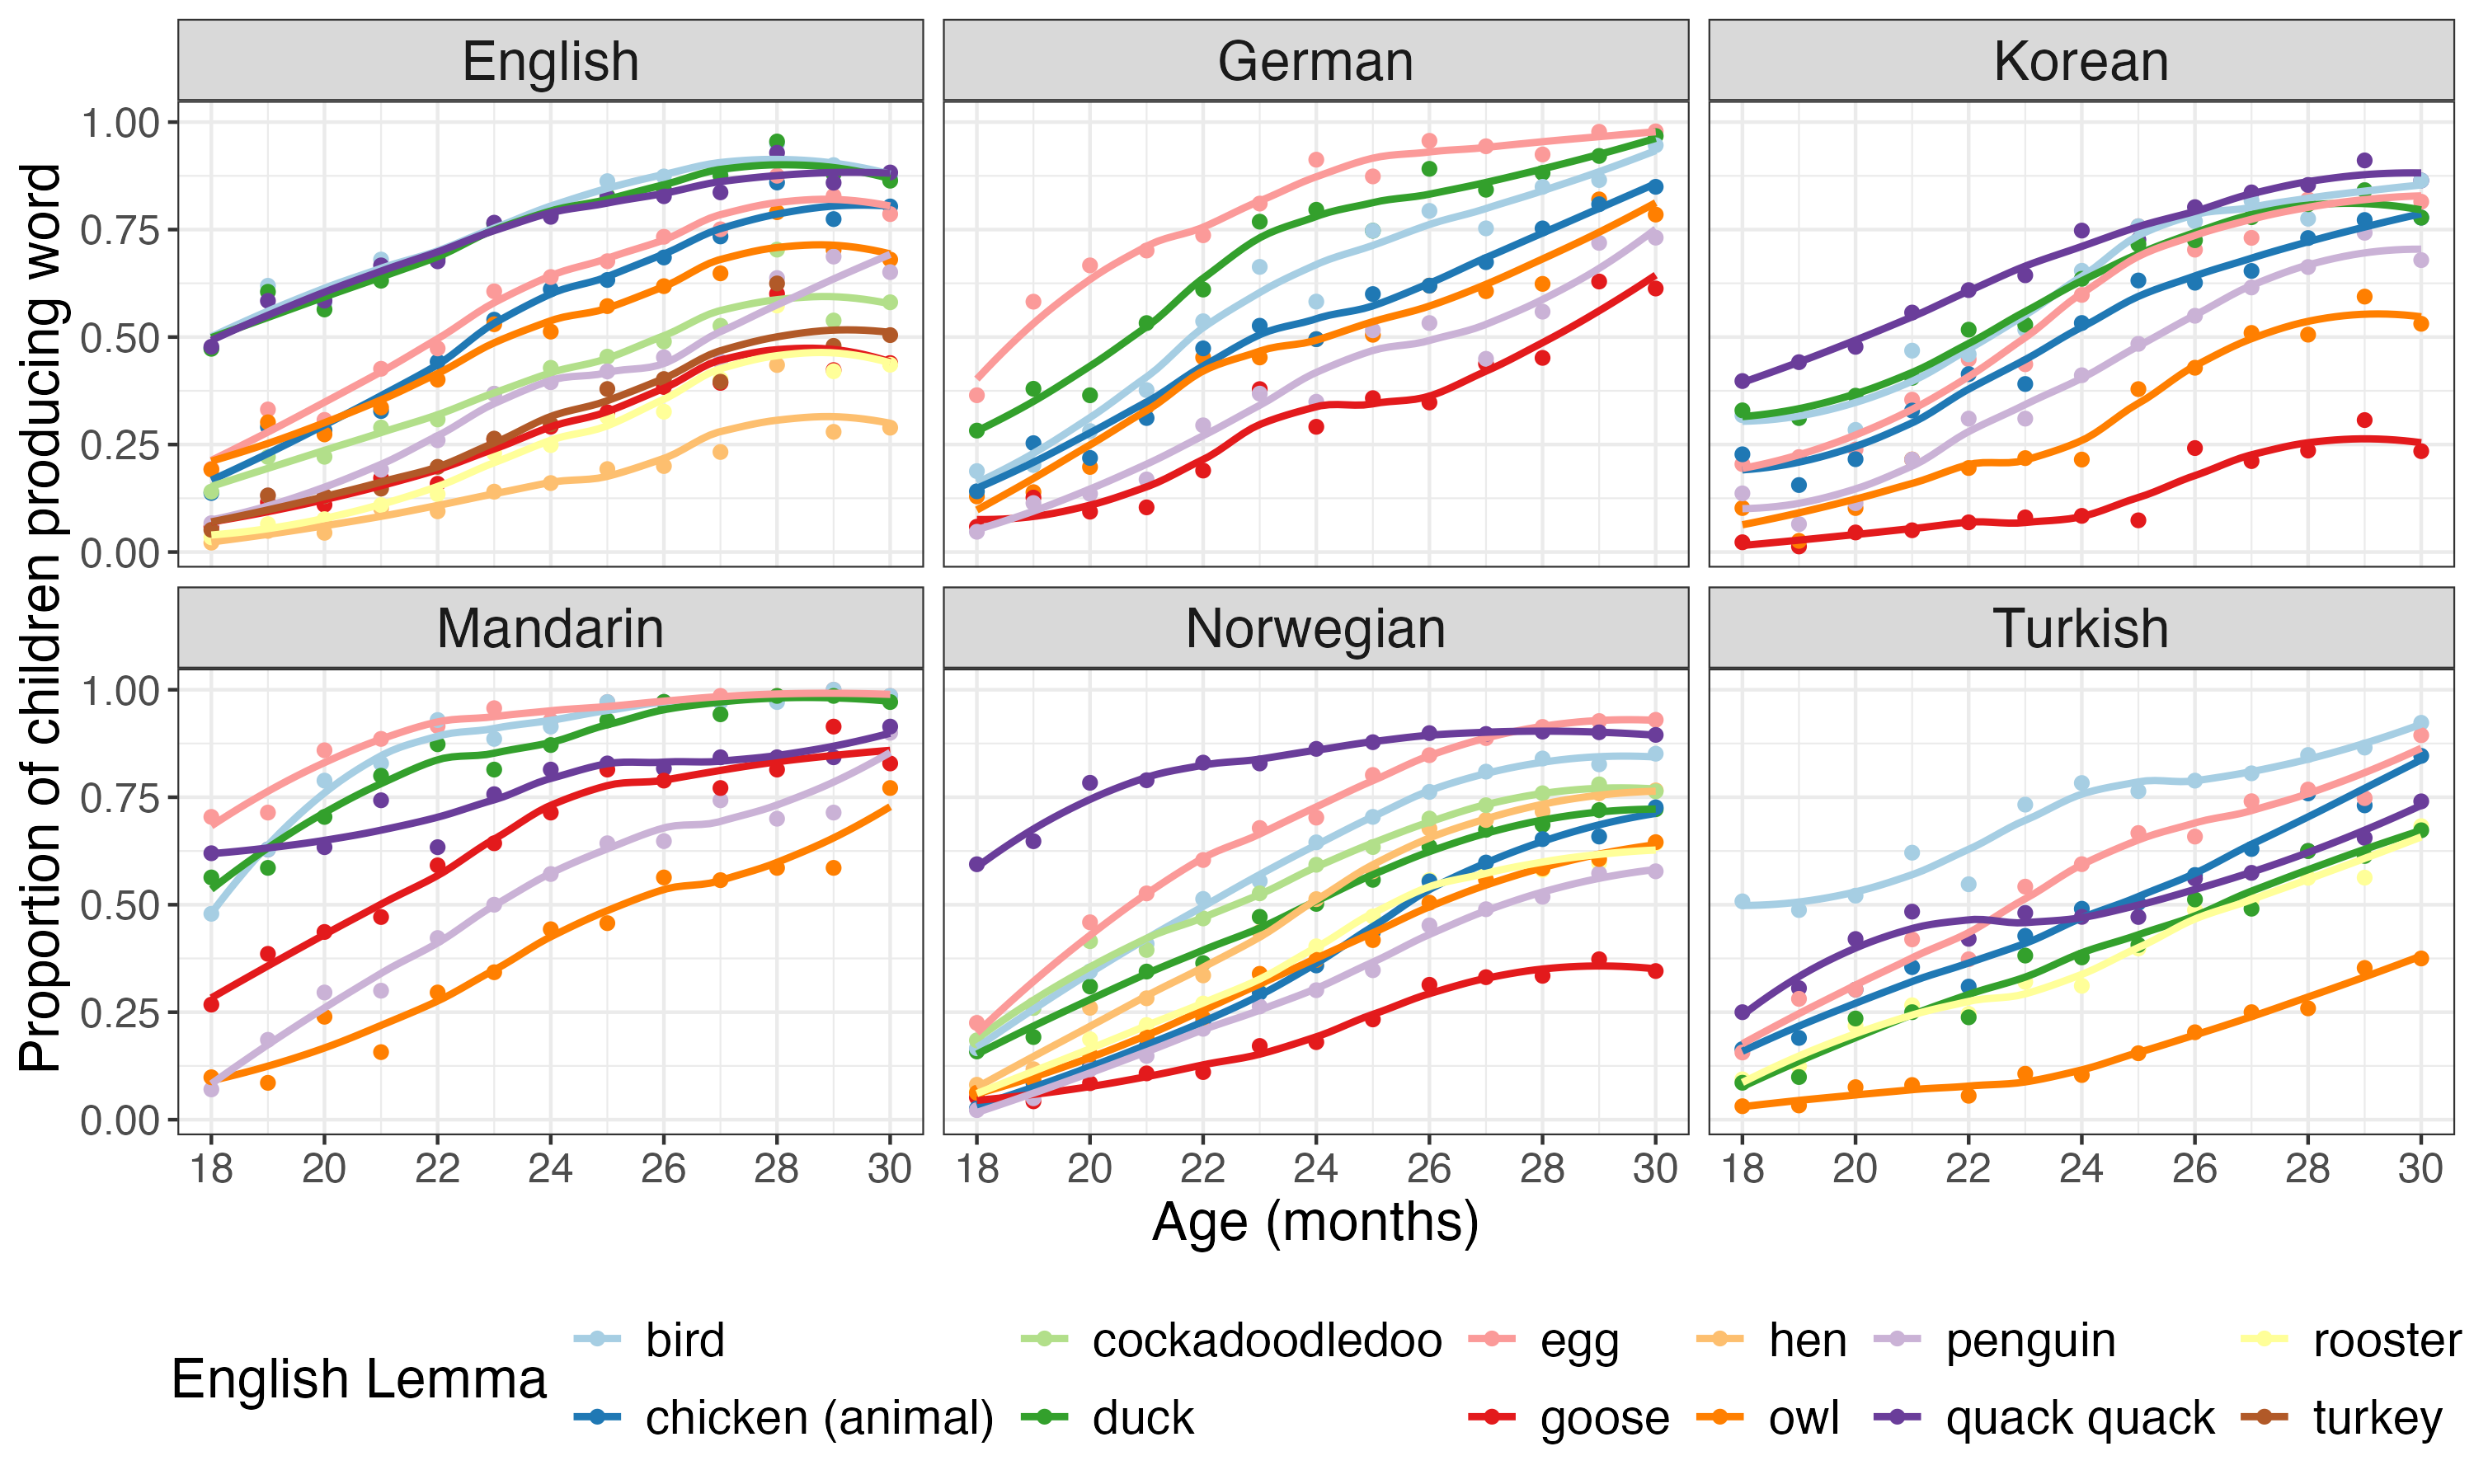 English
German
Korean
1.00
0.75
0.50
0.25
0.00
Mandarin
Norwegian
Turkish
1.00
0.75
0.50
0.25
0.00
18 20 22 24 26 28 30
18 20 22 24 26 28 30
18 20 22 24 26 28 30
Proportion of children producing word
Age (months)
English Lemma
bird
cockadoodledoo
egg
hen
penguin
rooster
chicken (animal)
duck
goose
owl
quack quack
turkey